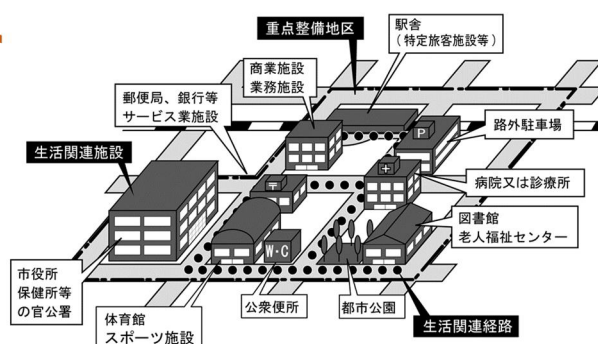 重点整備地区
駅舎
(特定旅客施設等)
商業施設
業務施設
郵便局、銀行等
サービス業施設
P
路外駐車場
生活関連施設
病院又は診療所
〒
図書館
老人福祉センター
W・C
市役所
保健所等
の官公署
公衆便所
都市公園
体育館
スポーツ施設
生活関連経路